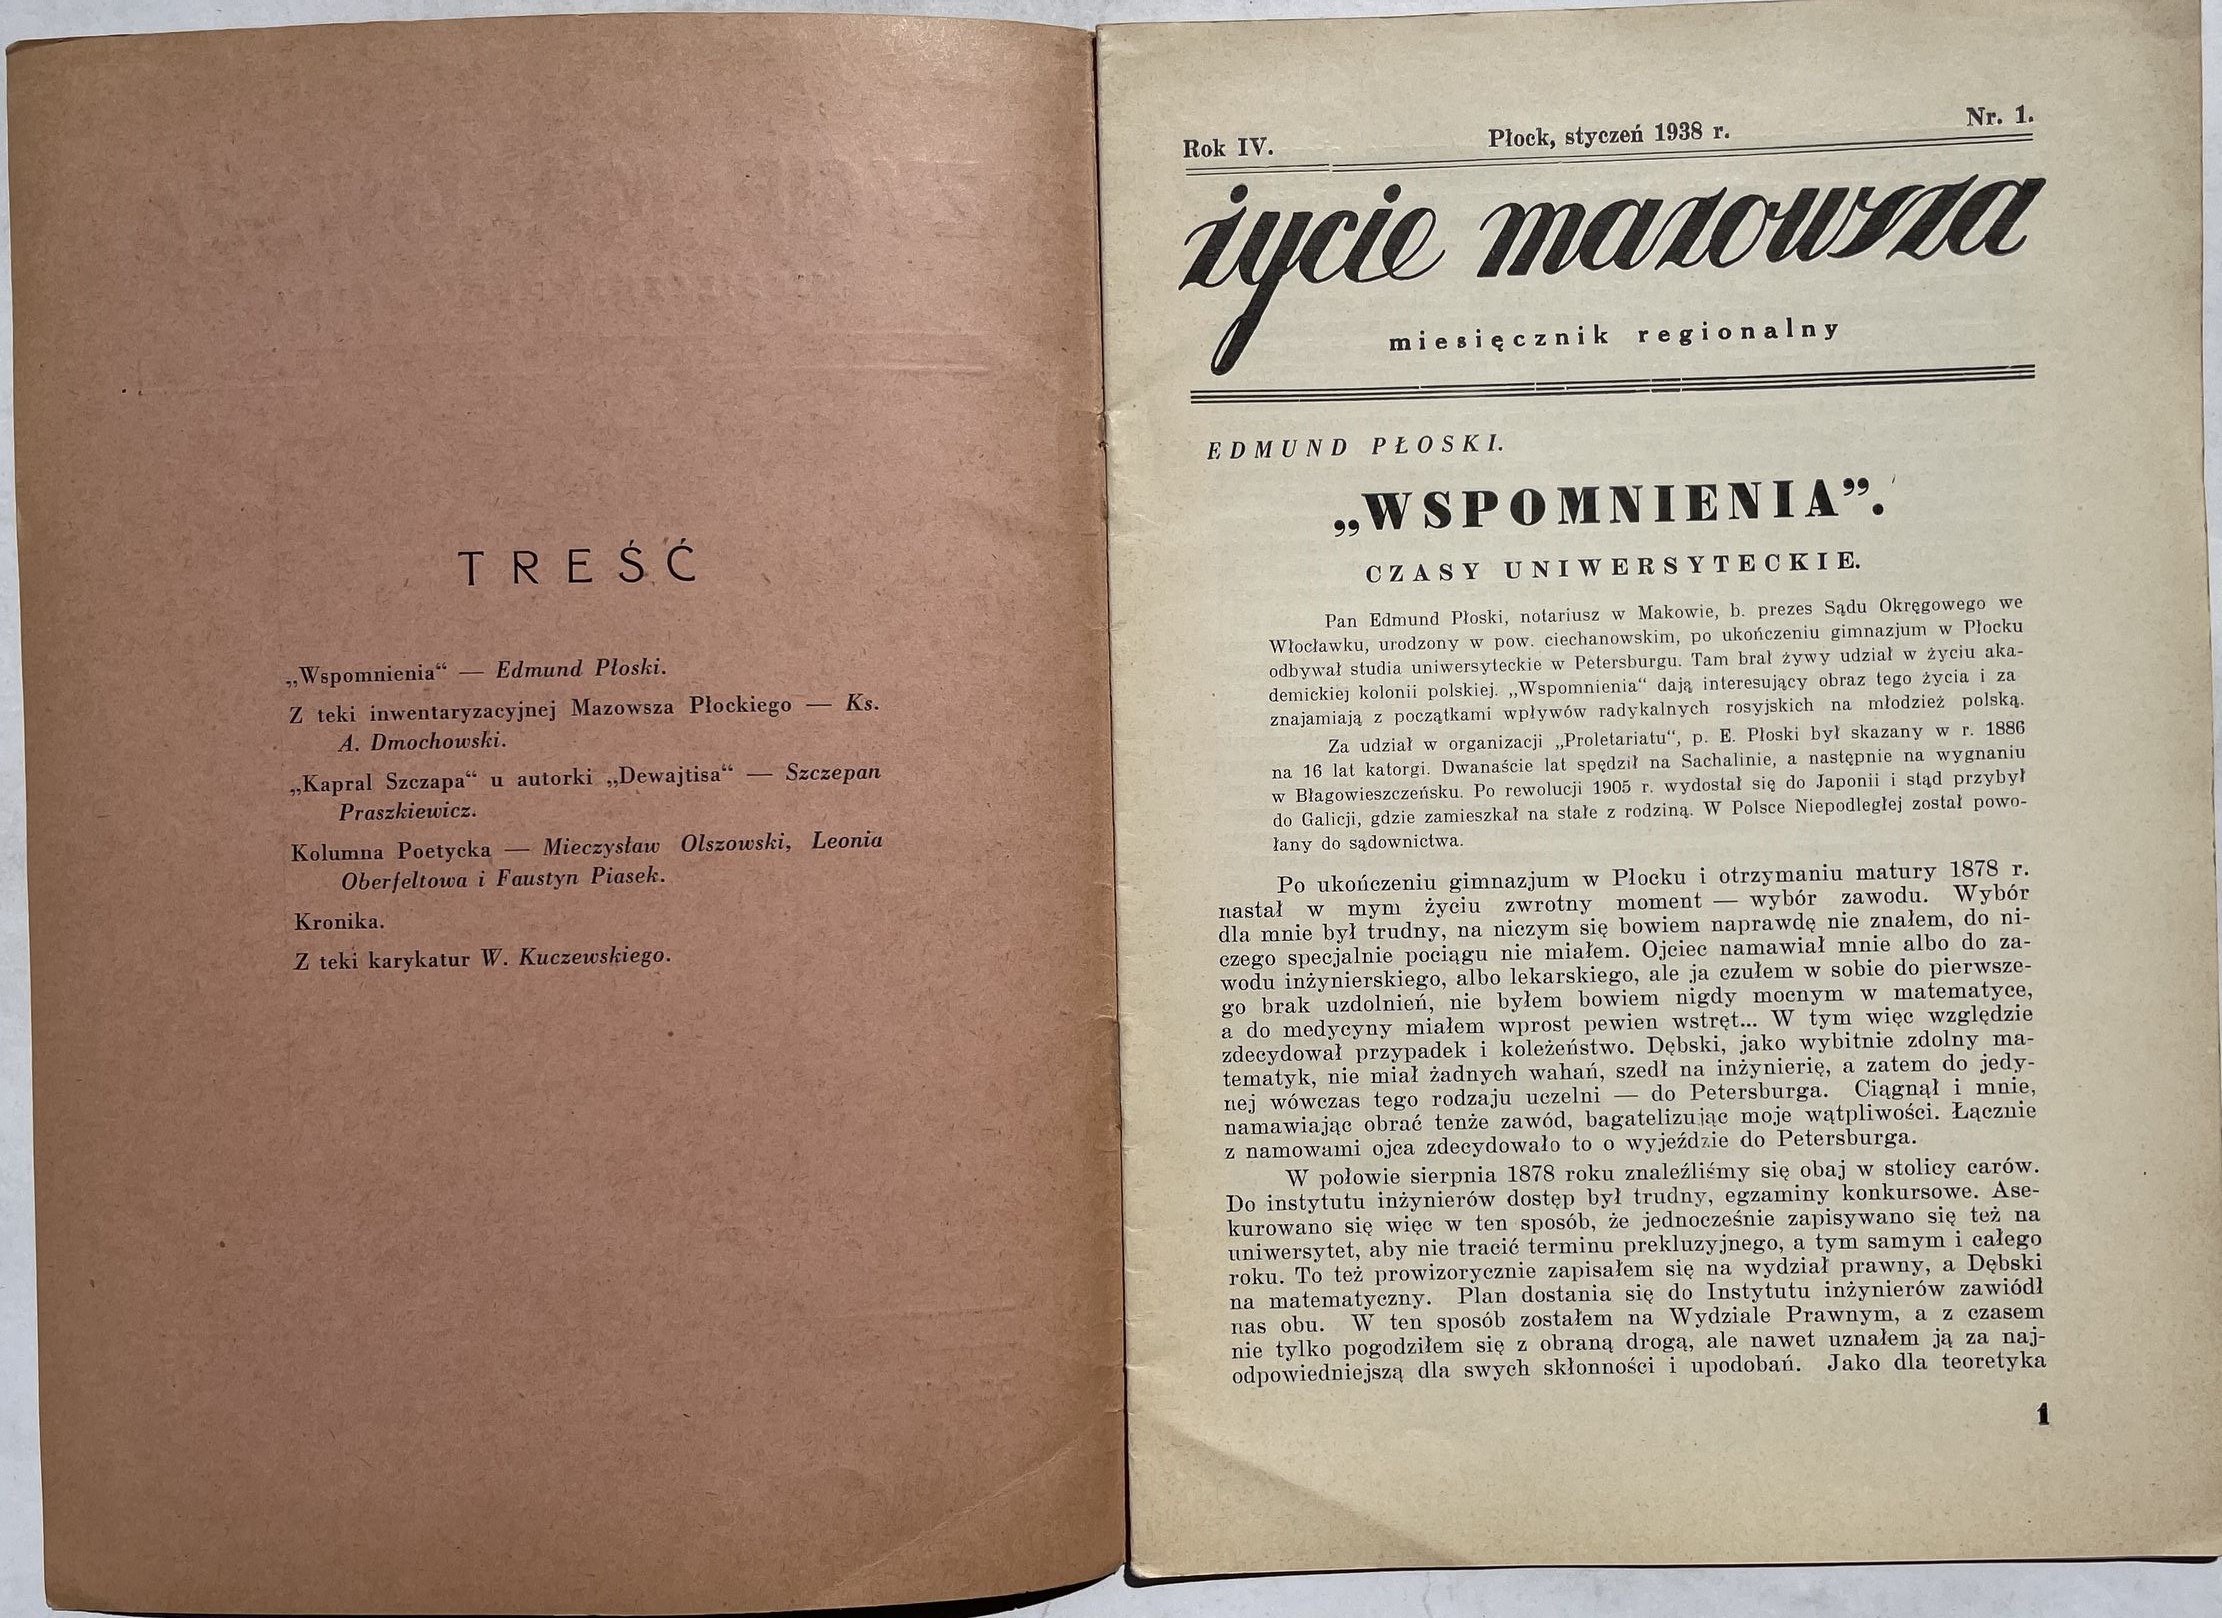 TREŚĆ
„Wspomnienia“ — Edmund Płoski.
Z teki inwentaryzacyjnej Mazowsza Płockiego — Ks.
A. Dmochowski.
„Kapral Szczapa“ u autorki „Dewajtisa“ — Szczepan
Praszkiewicz.
Kolumna Poetycka — Mieczysław Olszowski, Leonia
Oberfeltowa i Faustyn Piasek.
Kronika.
Z teki karykatur W. Kuczewskiego.
Rok IV.
Płock, styczeń 1938 r.
Nr. 1.
życie mazowsza
miesięcznik regionalny
EDMUND PŁOSKI.
„WSPOMNIENIA”.
CZASY UNIWERSYTECKIE.
Pan Edmund Płoski, notariusz w Makowie, b. prezes Sądu Okręgowego we
Włocławku, urodzony w pow. ciechanowskim, po ukończeniu gimnazjum w Płocku
odbywał studia uniwersyteckie w Petersburgu. Tam brał żywy udział w życiu aka-
demickiej kolonii polskiej. „Wspomnienia“ dają interesujący obraz tego życia i za
znajamiają z początkami wpływów radykalnych rosyjskich na młodzież polską.
Za udział w organizacji „Proletariatu“, p. E. Płoski był skazany w r. 1886
na 16 lat katorgi. Dwanaście lat spędził na Sachalinie, a następnie na wygnaniu
w Błagowieszczeńsku. Po rewolucji 1905 r. wydostał się do Japonii i stąd przybył
do Galicji, gdzie zamieszkał na stałe z rodziną. W Polsce Niepodległej został powo-
łany do sądownictwa.
Po ukończeniu gimnazjum w Płocku i otrzymaniu matury 1878 r.
nastał w mym życiu zwrotny moment — wybór zawodu. Wybór
dla mnie był trudny, na niczym się bowiem naprawdę nie znałem, do ni-
czego specjalnie pociągu nie miałem. Ojciec namawiał mnie albo do za-
wodu inżynierskiego, albo lekarskiego, ale ja czułem w sobie do pierwsze-
go brak uzdolnień, nie byłem bowiem nigdy mocnym w matematyce,
a do medycyny miałem wprost pewien wstręt... W tym więc względzie
zdecydował przypadek i koleżeństwo. Dębski, jako wybitnie zdolny ma-
tematyk, nie miał żadnych wahań, szedł na inżynierię, a zatem do jedy-
nej wówczas tego rodzaju uczelni — do Petersburga. Ciągnął i mnie,
namawiając obrać tenże zawód, bagatelizując moje wątpliwości. Łącznie
z namowami ojca zdecydowało to o wyjeździe do Petersburga.
W połowie sierpnia 1878 roku znaleźliśmy się obaj w stolicy carów.
Do instytutu inżynierów dostęp był trudny, egzaminy konkursowe. Ase-
kurowano się więc w ten sposób, że jednocześnie zapisywano się też na
uniwersytet, aby nie tracić terminu prekluzyjnego, a tym samym i całego
roku. To też prowizorycznie zapisałem się na wydział prawny, a Dębski
na matematyczny. Plan dostania się do Instytutu inżynierów zawiódł
nas obu. W ten sposób zostałem na Wydziale Prawnym, a z czasem
nie tylko pogodziłem się z obraną drogą, ale nawet uznałem ją za naj-
odpowiedniejszą dla swych skłonności i upodobań. Jako dla teoretyka
1